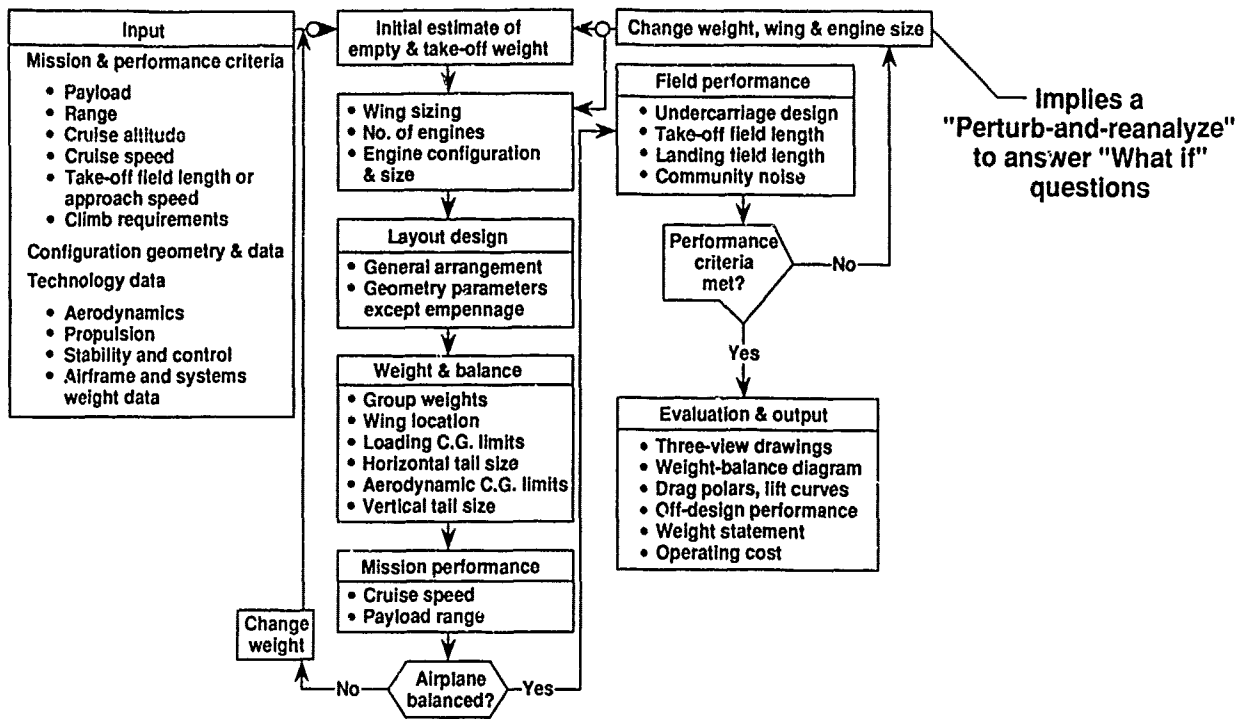 Input
Mission & performance criteria
• Payload
• Range
• Cruise altitude
• Cruise speed
• Take-off field length or
approach speed
• Climb requirements
Configuration geometry & data
Technology data
• Aerodynamics
• Propulsion
• Stability and control
• Airframe and systems
weight data
Initial estimate of
empty & take-off weight
• Wing sizing
• No. of engines
• Engine configuration
& size
Layout design
• General arrangement
• Geometry parameters
except empennage
Weight & balance
• Group weights
• Wing location
• Loading C.G. limits
• Horizontal tail size
• Aerodynamic C.G. limits
• Vertical tail size
Mission performance
• Cruise speed
• Payload range
Airplane
balanced?
No
Yes
Change
weight
Change weight, wing & engine size
Field performance
• Undercarriage design
• Take-off field length
• Landing field length
• Community noise
Performance
criteria
met?
No
Yes
Evaluation & output
• Three-view drawings
• Weight-balance diagram
• Drag polars, lift curves
• Off-design performance
• Weight statement
• Operating cost
Implies a
"Perturb-and-reanalyze"
to answer "What if"
questions